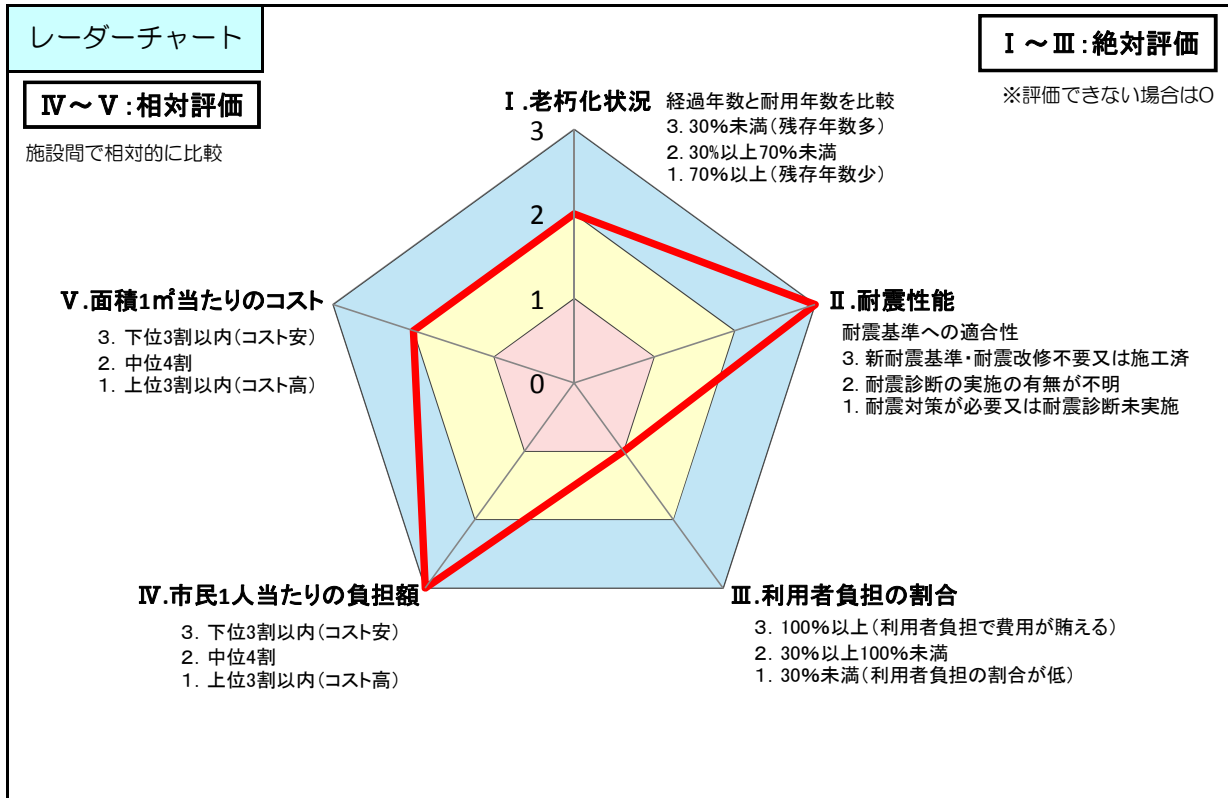 レーダーチャート
Ⅰ～Ⅲ:絶対評価
※評価できない場合は0
Ⅳ～Ⅴ:相対評価
施設間で相対的に比較
Ⅰ.老朽化状況
経過年数と耐用年数を比較
3. 30%未満(残存年数多)
2. 30%以上70%未満
1. 70%以上(残存年数少)
3
2
1
0
Ⅱ.耐震性能
耐震基準への適合性
3. 新耐震基準・耐震改修不要又は施工済
2. 耐震診断の実施の有無が不明
1. 耐震対策が必要又は耐震診断未実施
Ⅴ.面積1㎡当たりのコスト
3. 下位3割以内(コスト安)
2. 中位4割
1. 上位3割以内(コスト高)
Ⅳ.市民1人当たりの負担額
3. 下位3割以内(コスト安)
2. 中位4割
1. 上位3割以内(コスト高)
Ⅲ.利用者負担の割合
3. 100%以上(利用者負担で費用が賄える)
2. 30%以上100%未満
1. 30%未満(利用者負担の割合が低)